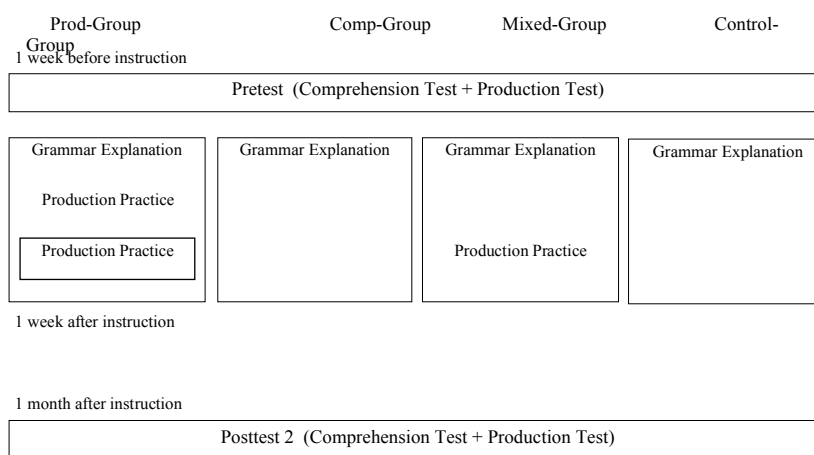 Prod-Group Comp-Group Mixed-Group Control-
Group
1 week before instruction
Pretest (Comprehension Test + Production Test)
Grammar Explanation Grammar Explanation Grammar Explanation Grammar Explanation
Production Practice
Production Practice Production Practice
1 week after instruction
1 month after instruction
Posttest 2 (Comprehension Test + Production Test)